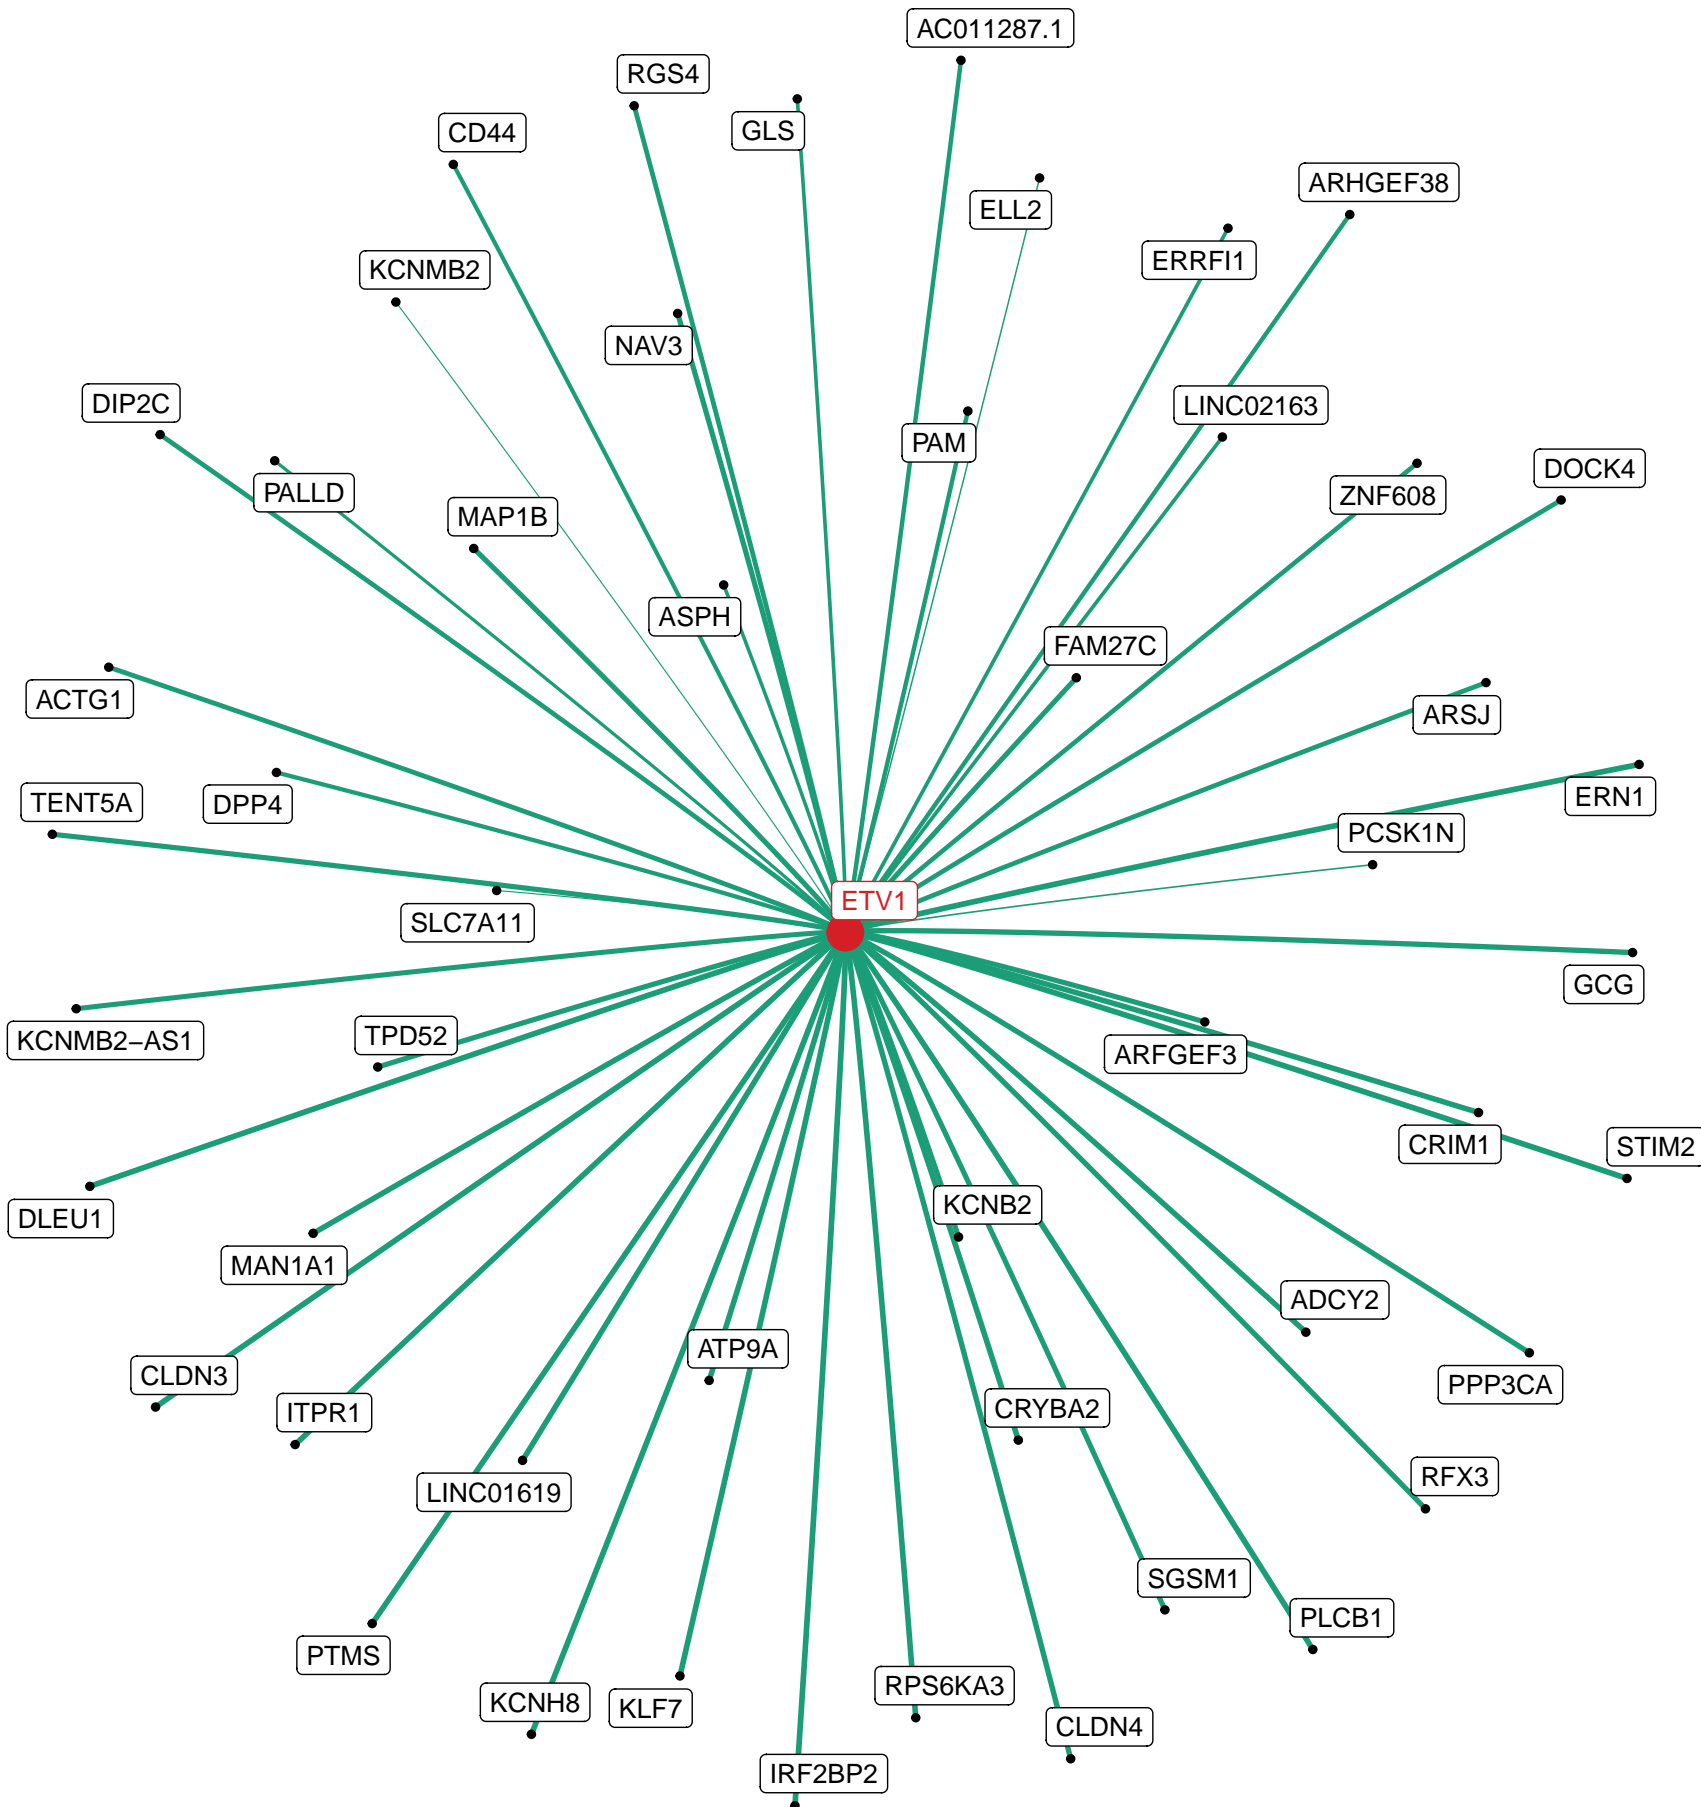 AC011287.1
RGS4
GLS
CD44
ARHGEF38
ELL2
ERRFI1
KCNMB2
NAV3
DIP2C
LINC02163
PAM
DOCK4
PALLD
ZNF608
MAP1B
ASPH
FAM27C
ACTG1
ARSJ
TENT5A
DPP4
ERN1
PCSK1N
ETV1
SLC7A11
GCG
KCNMB2−AS1
TPD52
ARFGEF3
CRIM1
STIM2
KCNB2
DLEU1
MAN1A1
ADCY2
ATP9A
CLDN3
PPP3CA
ITPR1
CRYBA2
RFX3
LINC01619
SGSM1
PLCB1
PTMS
RPS6KA3
KCNH8
KLF7
CLDN4
IRF2BP2